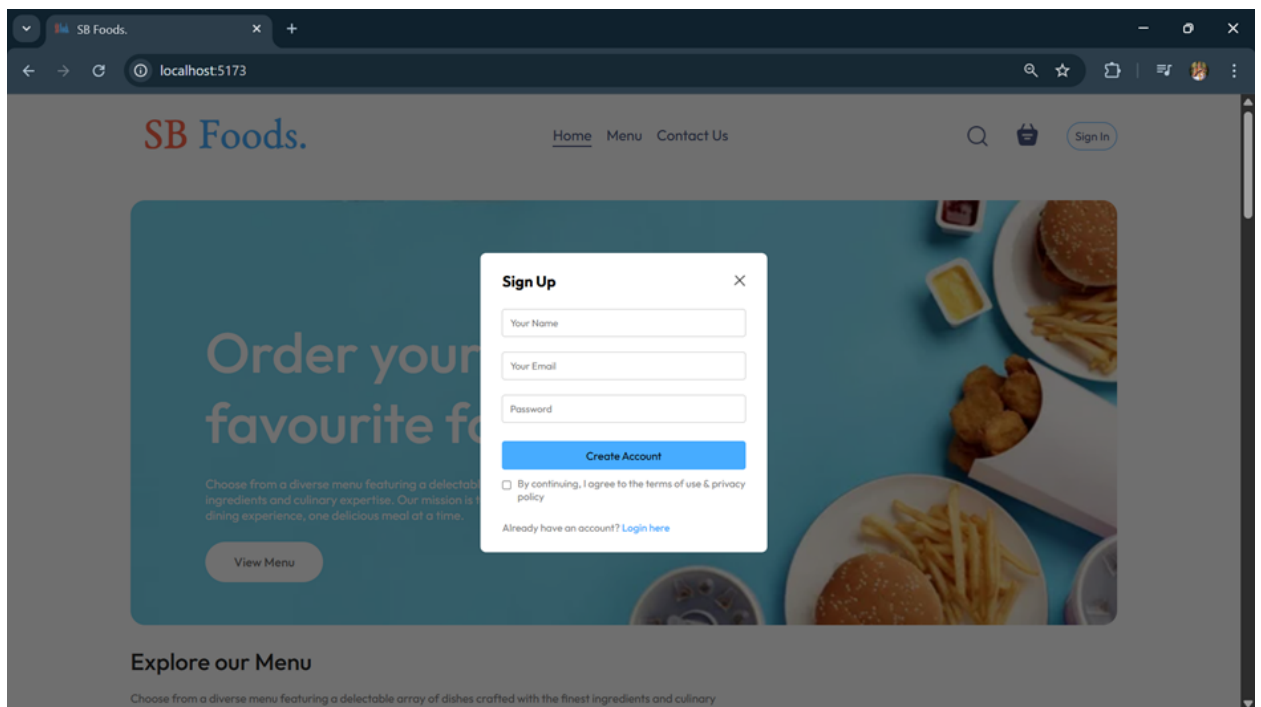 SB Foods.
localhost:5173
SB Foods.
Home Menu Contact Us
Sign In
Sign Up
Your Name
Your Email
Password
Create Account
By continuing, I agree to the terms of use & privacy
policy
Already have an account? Login here
Order your
favourite fo
Choose from a diverse menu featuring a delectabl
ingredients and culinary expertise. Our mission is t
dining experience, one delicious meal at a time.
View Menu
Explore our Menu
Choose from a diverse menu featuring a delectable array of dishes crafted with the finest ingredients and culinary